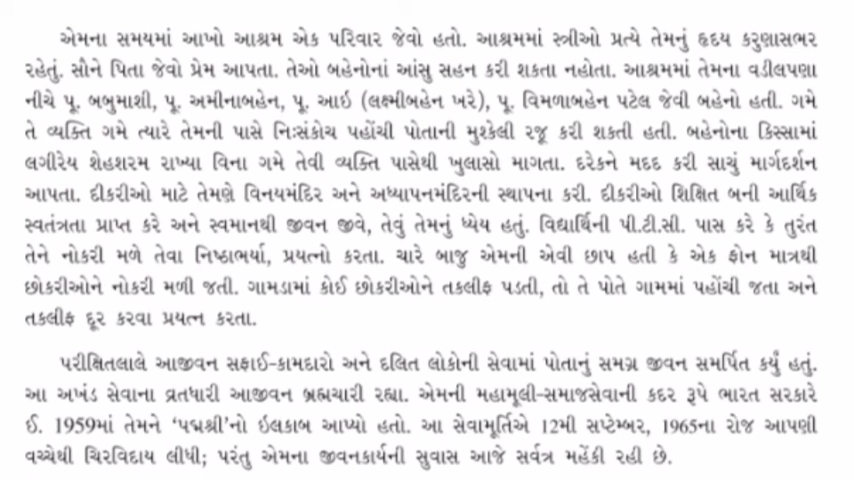 એમના સમયમાં આખો આશ્રમ એક પરિવાર જેવો હતો. આશ્રમમાં સ્ત્રીઓ પ્રત્યે તેમનું હૃદય કરુણાસભર
રહેતું. સૌને પિતા જેવો પ્રેમ આપતા. તેઓ બહેનોનાં આંસુ સહન કરી શકતા નહોતા. આશ્રમમાં તેમના વડીલપણા
નીચે પૂ. બબુમાશી, પૂ. અમીનાબહેન, પૂ. આઇ (લક્ષ્મીબહેન ખરે), પૂ. વિમળાબહેન પટેલ જેવી બહેનો હતી. ગમે
તે વ્યક્તિ ગમે ત્યારે તેમની પાસે નિઃસંકોચ પહોંચી પોતાની મુશ્કેલી રજૂ કરી શકતી હતી. બહેનોના કિસ્સામાં
લગીરેય શેહશરમ રાખ્યા વિના ગમે તેવી વ્યક્તિ પાસેથી ખુલાસો માગતા. દરેકને મદદ કરી સાચું માર્ગદર્શન
આપતા. દીકરીઓ માટે તેમણે વિનયમંદિર અને અધ્યાપનમંદિરની સ્થાપના કરી. દીકરીઓ શિક્ષિત બની આર્થિક
સ્વતંત્રતા પ્રાપ્ત કરે અને સ્વમાનથી જીવન જીવે, તેવું તેમનું ધ્યેય હતું. વિદ્યાર્થિની પી.ટી.સી. પાસ કરે કે તુરંત
તેને નોકરી મળે તેવા નિષ્ઠાભર્યા, પ્રયત્નો કરતા. ચારે બાજુ એમની એવી છાપ હતી કે એક ફોન માત્રથી
છોકરીઓને નોકરી મળી જતી. ગામડામાં કોઈ છોકરીઓને તકલીફ પડતી, તો તે પોતે ગામમાં પહોંચી જતા અને
તકલીફ દૂર કરવા પ્રયત્ન કરતા.
પરીક્ષિતલાલે આજીવન સફાઈ-કામદારો અને દલિત લોકોની સેવામાં પોતાનું સમગ્ર જીવન સમર્પિત કર્યું હતું.
આ અખંડ સેવાના વ્રતધારી આજીવન બ્રહ્મચારી રહ્યા. એમની મહામૂલી-સમાજસેવાની કદર રૂપે ભારત સરકારે
ઈ. 1959માં તેમને ‘પદ્મશ્રી’નો ઇલકાબ આપ્યો હતો. આ સેવામૂર્તિએ 12મી સપ્ટેમ્બર, 1965ના રોજ આપણી
વચ્ચેથી ચિરવિદાય લીધી; પરંતુ એમના જીવનકાર્યની સુવાસ આજે સર્વત્ર મહેંકી રહી છે.